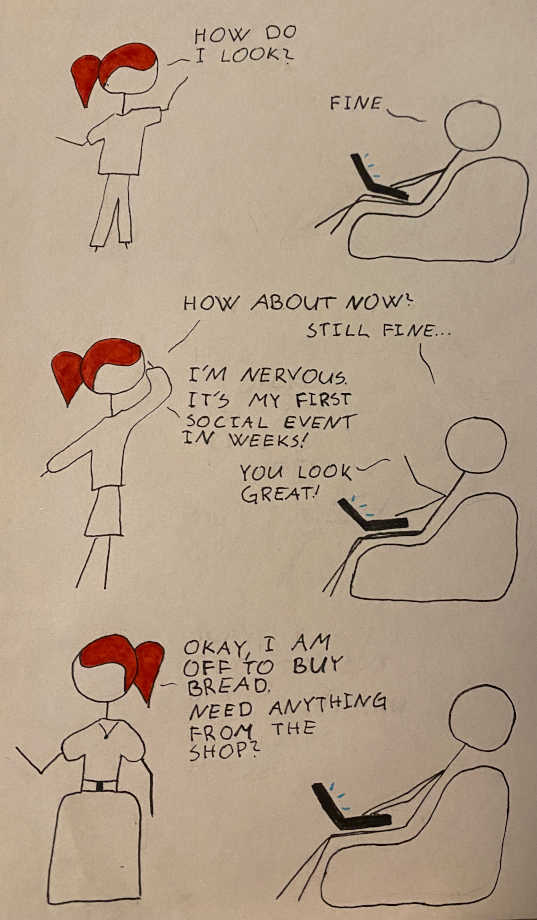 HOW DO
I LOOK?
FINE
HOW ABOUT NOW?
STILL FINE...
I'M NERVOUS.
IT'S MY FIRST
SOCIAL EVENT
IN WEEKS!
YOU LOOK
GREAT!
OKAY, I AM
OFF TO BUY
BREAD.
NEED ANYTHING
FROM THE
SHOP?